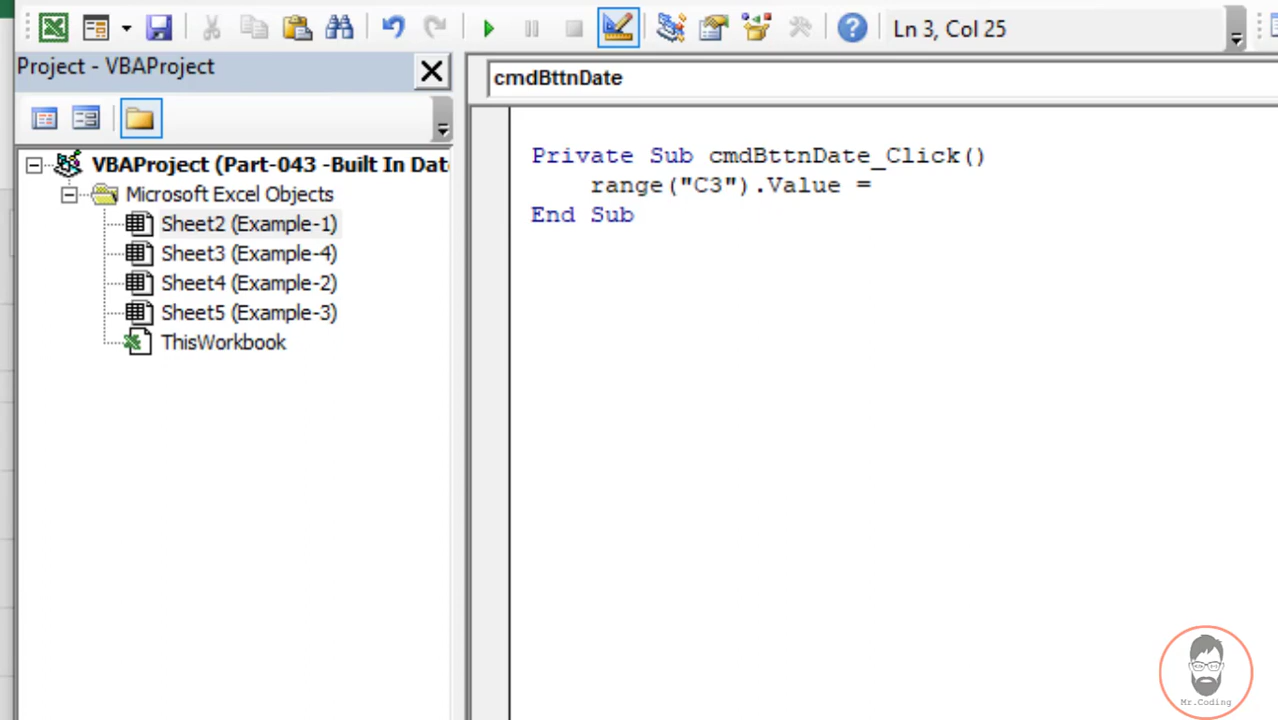 Ln 3, Col 25
Project - VBAProject
cmdBttnDate
VBAProject (Part-043 -Built In Dat
Microsoft Excel Objects
Sheet2 (Example-1)
Sheet3 (Example-4)
Sheet4 (Example-2)
Sheet5 (Example-3)
ThisWorkbook
Private Sub cmdBttnDate_Click()
range("C3").Value =
End Sub
Mr.Coding